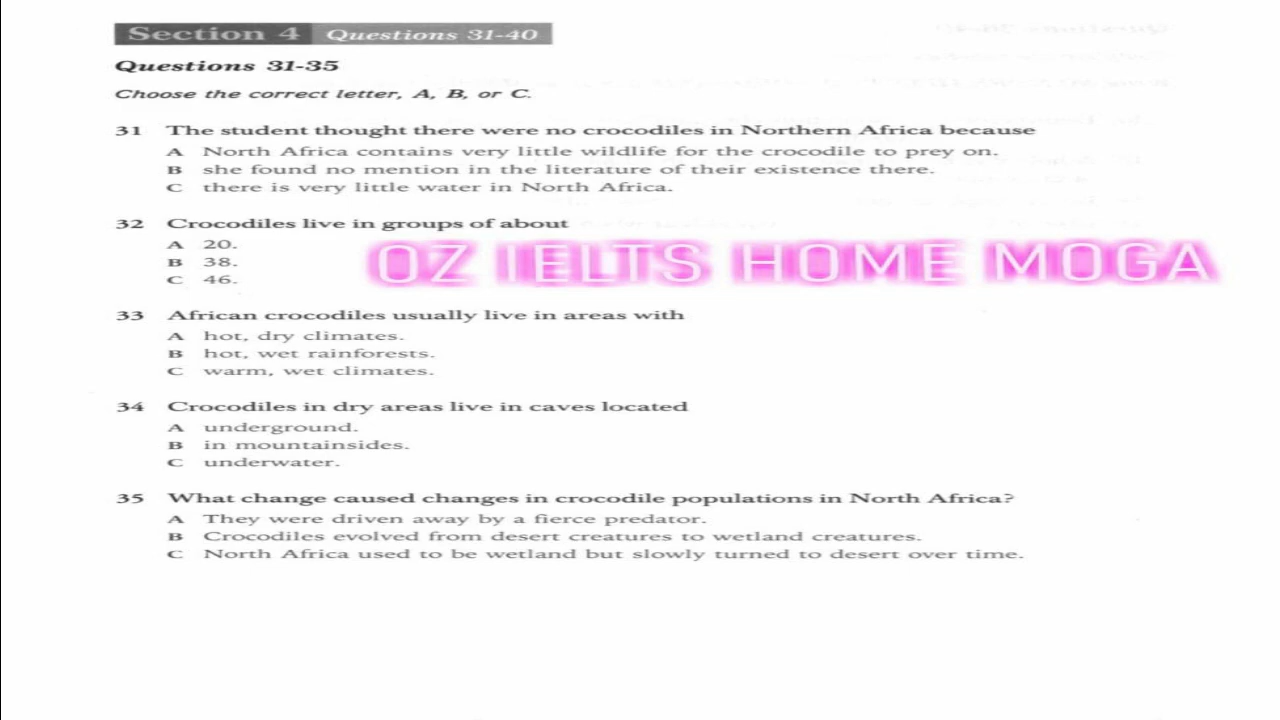 Section 4 Questions 31-40
Questions 31-35
Choose the correct letter, A, B, or C.
31 The student thought there were no crocodiles in Northern Africa because
A North Africa contains very little wildlife for the crocodile to prey on.
B she found no mention in the literature of their existence there.
C there is very little water in North Africa.
32 Crocodiles live in groups of about
A 20.
B 38.
C 46.
OZ IELTS HOME MOGA
33 African crocodiles usually live in areas with
A hot, dry climates.
B hot, wet rainforests.
C warm, wet climates.
34 Crocodiles in dry areas live in caves located
A underground.
B in mountainsides.
C underwater.
35 What change caused changes in crocodile populations in North Africa?
A They were driven away by a fierce predator.
B Crocodiles evolved from desert creatures to wetland creatures.
C North Africa used to be wetland but slowly turned to desert over time.